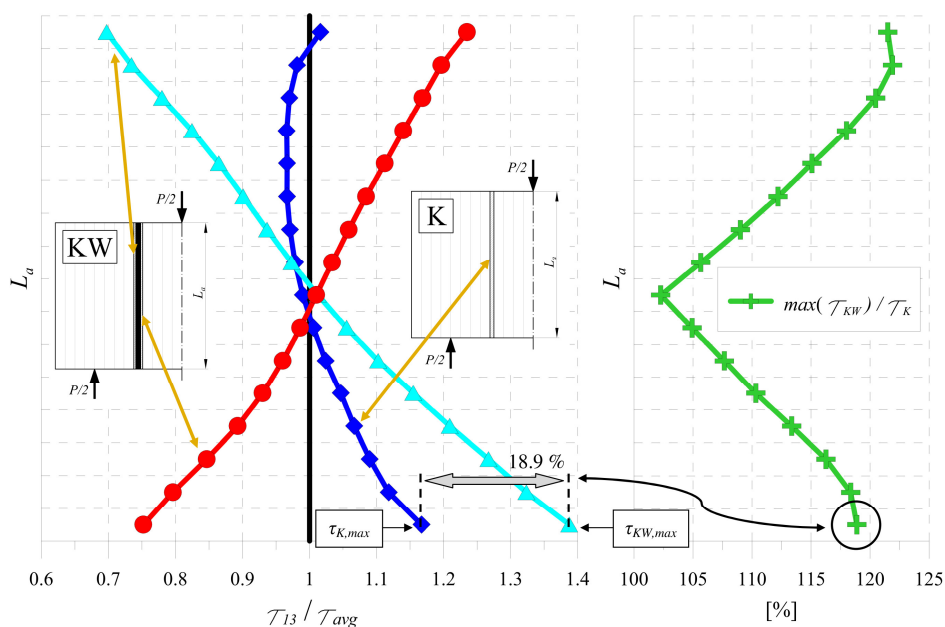 L_a
KW
P/2
L_a
P/2
K
P/2
L_a
P/2
18.9 %
τ_K,max
τ_KW,max
0.6 0.7 0.8 0.9 1 1.1 1.2 1.3 1.4
τ_13 / τ_avg
L_a
max(τ_KW) / τ_K
100 105 110 115 120 125
[%]